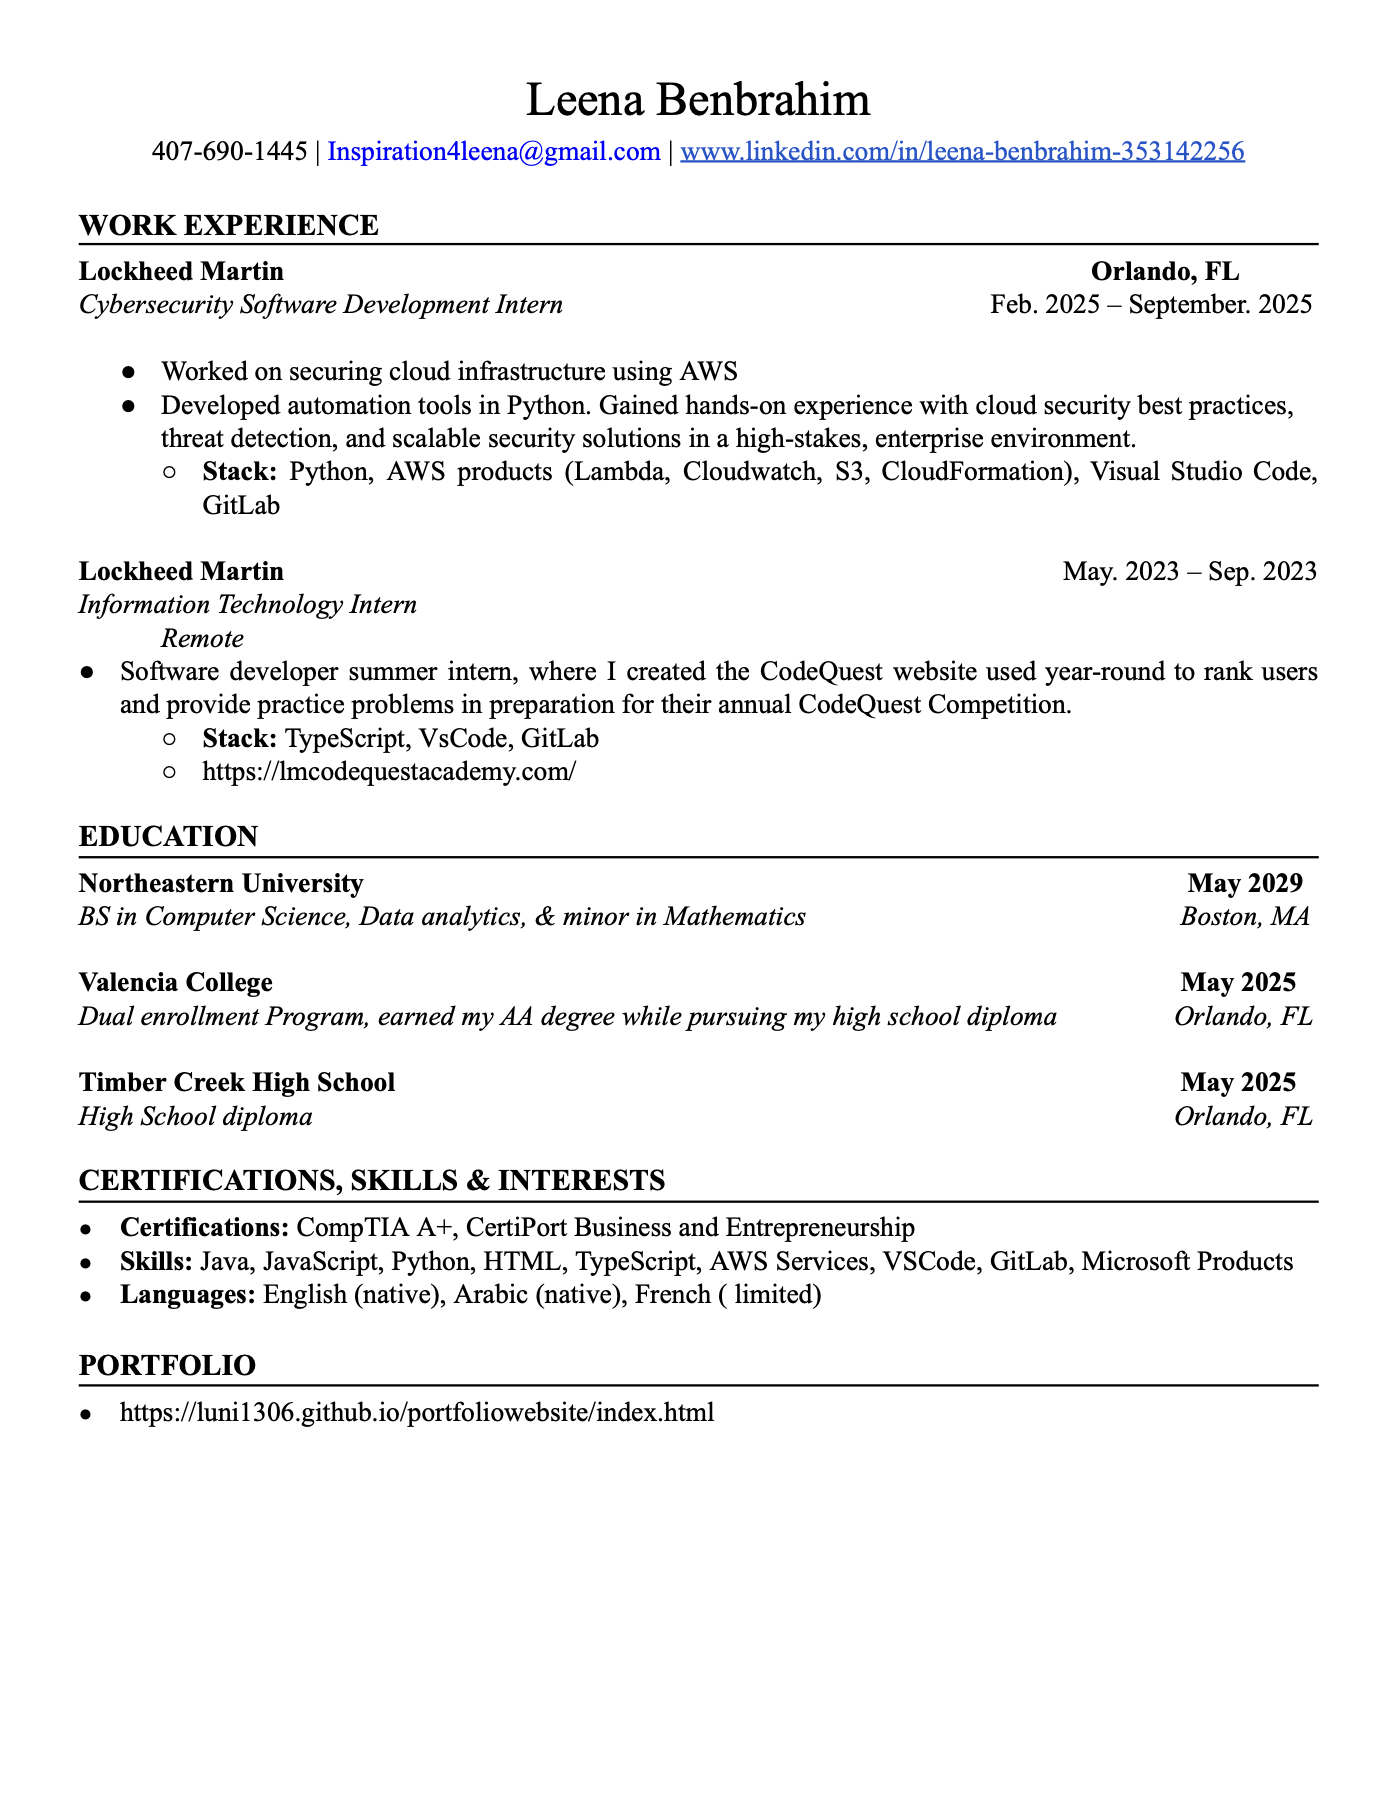 Leena Benbrahim
407-690-1445 | Inspiration4leena@gmail.com | www.linkedin.com/in/leena-benbrahim-353142256
WORK EXPERIENCE
Lockheed Martin Orlando, FL
Cybersecurity Software Development Intern Feb. 2025 – September. 2025
● Worked on securing cloud infrastructure using AWS
● Developed automation tools in Python. Gained hands-on experience with cloud security best practices,
threat detection, and scalable security solutions in a high-stakes, enterprise environment.
○ Stack: Python, AWS products (Lambda, Cloudwatch, S3, CloudFormation), Visual Studio Code,
GitLab
Lockheed Martin May. 2023 – Sep. 2023
Information Technology Intern
Remote
● Software developer summer intern, where I created the CodeQuest website used year-round to rank users
and provide practice problems in preparation for their annual CodeQuest Competition.
○ Stack: TypeScript, VsCode, GitLab
○ https://lmcodequestacademy.com/
EDUCATION
Northeastern University May 2029
BS in Computer Science, Data analytics, & minor in Mathematics Boston, MA
Valencia College May 2025
Dual enrollment Program, earned my AA degree while pursuing my high school diploma Orlando, FL
Timber Creek High School May 2025
High School diploma Orlando, FL
CERTIFICATIONS, SKILLS & INTERESTS
● Certifications: CompTIA A+, CertiPort Business and Entrepreneurship
● Skills: Java, JavaScript, Python, HTML, TypeScript, AWS Services, VSCode, GitLab, Microsoft Products
● Languages: English (native), Arabic (native), French ( limited)
PORTFOLIO
● https://luni1306.github.io/portfoliowebsite/index.html